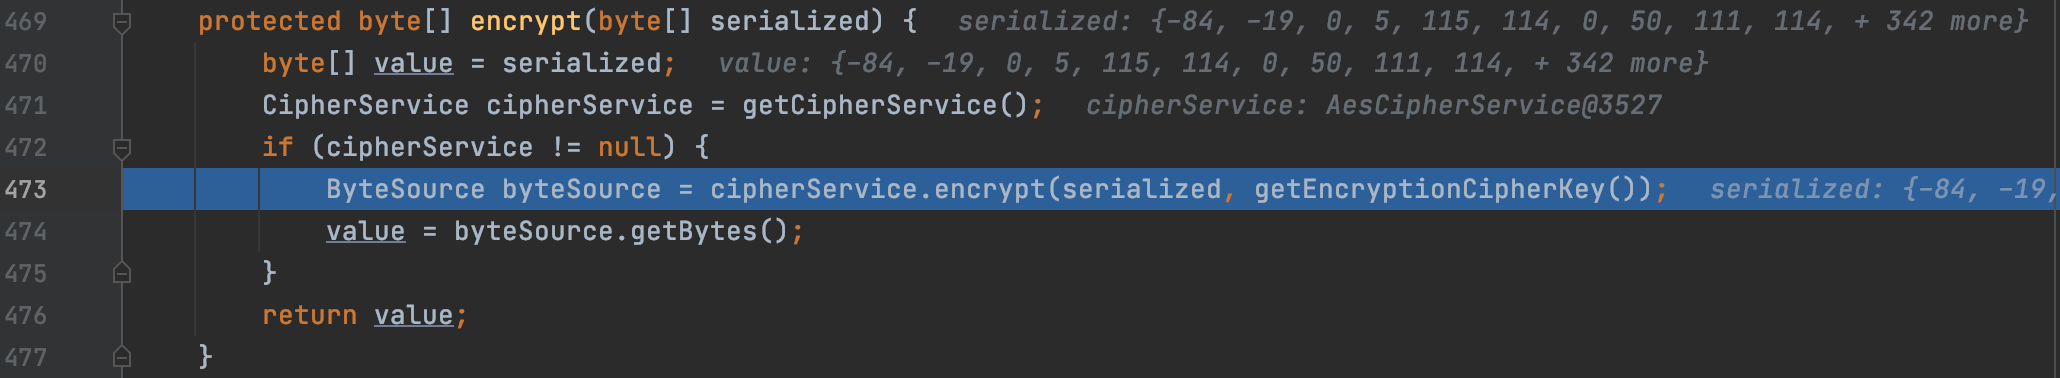 469 protected byte[] encrypt(byte[] serialized) { serialized: {-84, -19, 0, 5, 115, 114, 0, 50, 111, 114, + 342 more}
470 byte[] value = serialized; value: {-84, -19, 0, 5, 115, 114, 0, 50, 111, 114, + 342 more}
471 CipherService cipherService = getCipherService(); cipherService: AesCipherService@3527
472 if (cipherService != null) {
473 ByteSource byteSource = cipherService.encrypt(serialized, getEncryptionCipherKey()); serialized: {-84, -19,
474 value = byteSource.getBytes();
475 }
476 return value;
477 }